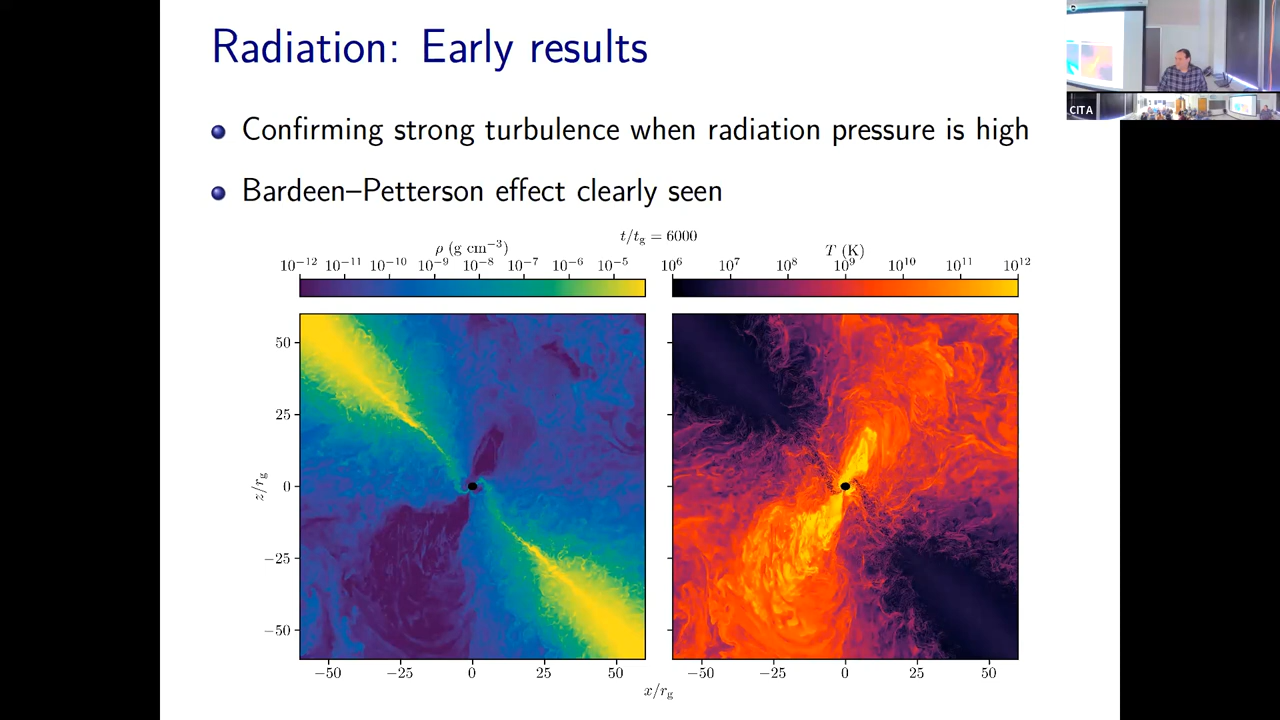 Radiation: Early results
CITA
Confirming strong turbulence when radiation pressure is high
Bardeen–Petterson effect clearly seen
t/t_g = 6000
ρ (g cm⁻³)
T (K)
10⁻¹² 10⁻¹¹ 10⁻¹⁰ 10⁻⁹ 10⁻⁸ 10⁻⁷ 10⁻⁶ 10⁻⁵
10⁶ 10⁷ 10⁸ 10⁹ 10¹⁰ 10¹¹ 10¹²
50
25
0
−25
−50
z/r_g
−50 −25 0 25 50
−50 −25 0 25 50
x/r_g